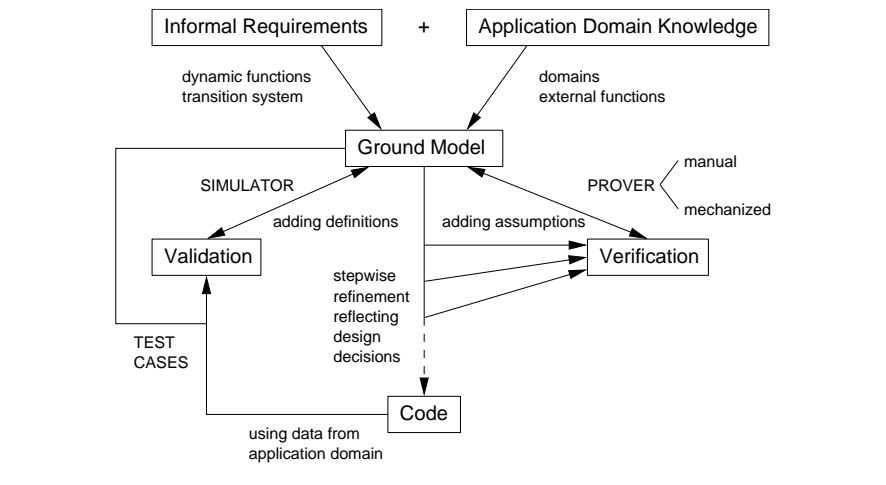 Informal Requirements + Application Domain Knowledge
dynamic functions
transition system
domains
external functions
Ground Model
SIMULATOR
PROVER
manual
mechanized
adding definitions
adding assumptions
Validation
Verification
stepwise
refinement
reflecting
design
decisions
TEST
CASES
Code
using data from
application domain